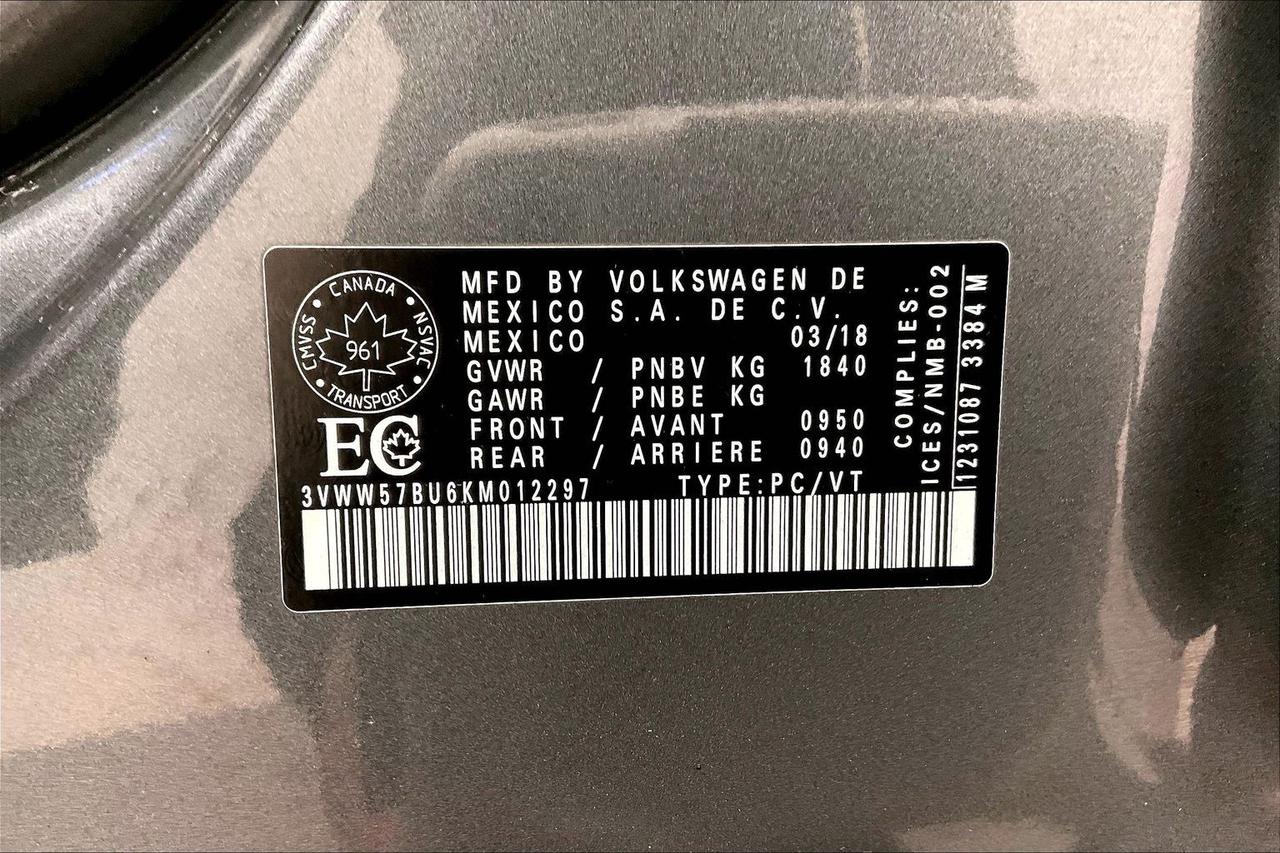 CANADA
CMVSS • NSVAC
961
TRANSPORT
EC
MFD BY VOLKSWAGEN DE
MEXICO S.A. DE C.V.
MEXICO 03/18
GVWR / PNBV KG 1840
GAWR / PNBE KG
FRONT / AVANT 0950
REAR / ARRIERE 0940
3VWW57BU6KM012297 TYPE:PC/VT
COMPLIES:
ICES/NMB-002
1231087 3384 M